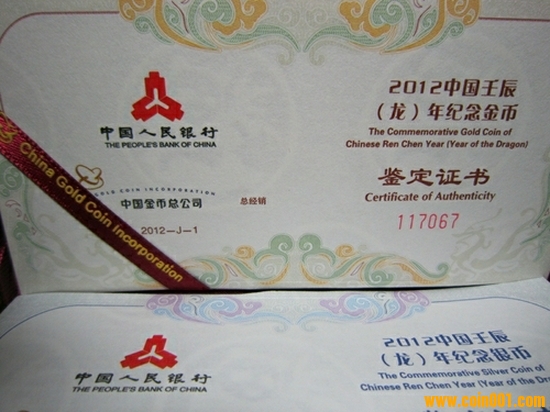 中国人民银行
THE PEOPLE'S BANK OF CHINA
2012中国壬辰
（龙）年纪念金币
The Commemorative Gold Coin of
Chinese Ren Chen Year (Year of the Dragon)
China Gold Coin Incorporation
GOLD COIN INCORPORATION
中国金币总公司
总经销
2012-J-1
鉴定证书
Certificate of Authenticity
117067
中国人民银行
THE PEOPLE'S BANK OF CHINA
2012中国壬辰
（龙）年纪念银币
The Commemorative Silver Coin of
Chinese Ren Chen Year (Year of the Dragon)
www.coin001.com